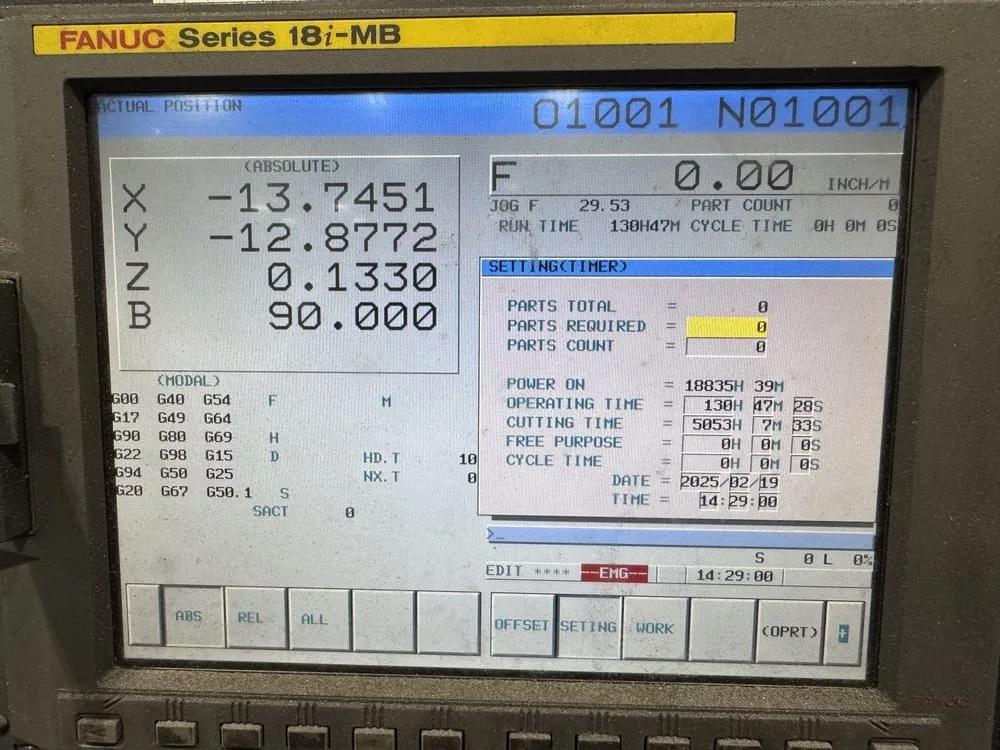 FANUC Series 18i-MB
ACTUAL POSITION O1001 N01001
(ABSOLUTE)
X -13.7451
Y -12.8772
Z 0.1330
B 90.000
(MODAL)
G00 G40 G54 F M
G17 G49 G64
G90 G80 G69 H
G22 G98 G15 D HD.T 10
G94 G50 G25 NX.T 0
G20 G67 G50.1 S
SACT 0
F 0.00 INCH/M
JOG F 29.53 PART COUNT 0
RUN TIME 130H47M CYCLE TIME 0H 0M 0S
SETTING(TIMER)
PARTS TOTAL = 0
PARTS REQUIRED = 0
PARTS COUNT = 0
POWER ON = 18835H 39M
OPERATING TIME = 130H 47M 28S
CUTTING TIME = 5053H 7M 33S
FREE PURPOSE = 0H 0M 0S
CYCLE TIME = 0H 0M 0S
DATE = 2025/02/19
TIME = 14:29:00
>_
S 0 L 0%
EDIT **** --EMG-- 14:29:00
ABS REL ALL
OFFSET SETING WORK (OPRT) +